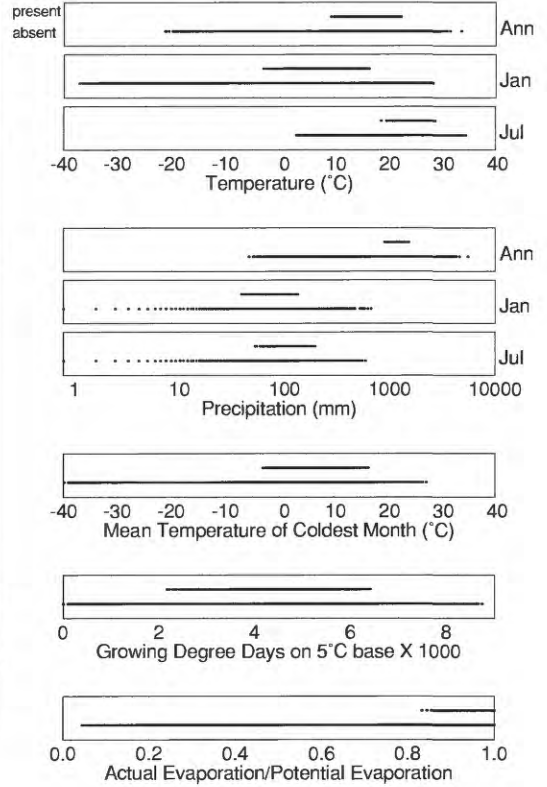 present
absent
Ann
Jan
Jul
-40 -30 -20 -10 0 10 20 30 40
Temperature (˚C)
Ann
Jan
Jul
1 10 100 1000 10000
Precipitation (mm)
-40 -30 -20 -10 0 10 20 30 40
Mean Temperature of Coldest Month (˚C)
0 2 4 6 8
Growing Degree Days on 5˚C base X 1000
0.0 0.2 0.4 0.6 0.8 1.0
Actual Evaporation/Potential Evaporation